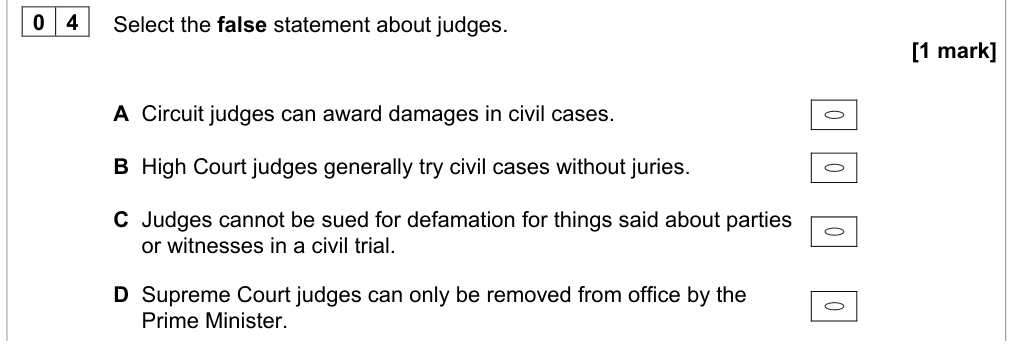 0 4 Select the false statement about judges.
[1 mark]
A Circuit judges can award damages in civil cases.
B High Court judges generally try civil cases without juries.
C Judges cannot be sued for defamation for things said about parties
or witnesses in a civil trial.
D Supreme Court judges can only be removed from office by the
Prime Minister.